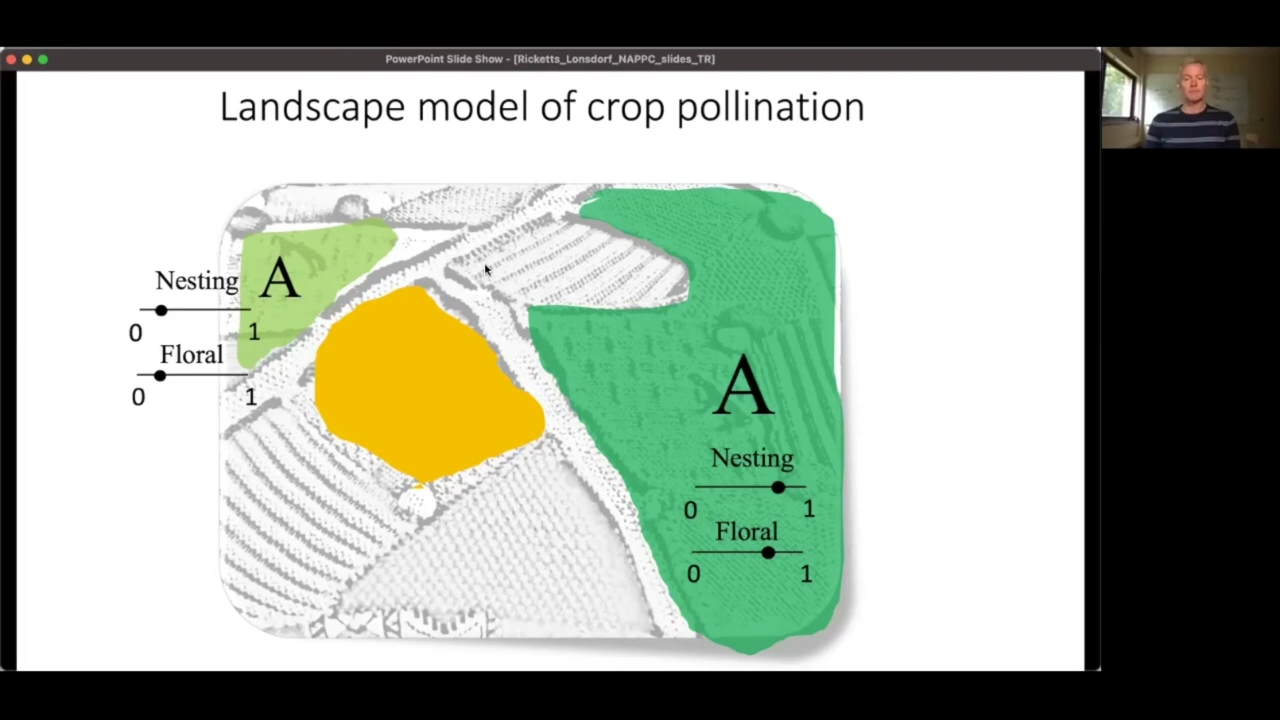 PowerPoint Slide Show - [Ricketts_Lonsdorf_NAPPC_slides_TR]
Landscape model of crop pollination
Nesting
A
0
1
Floral
0
1
A
Nesting
0
1
Floral
0
1